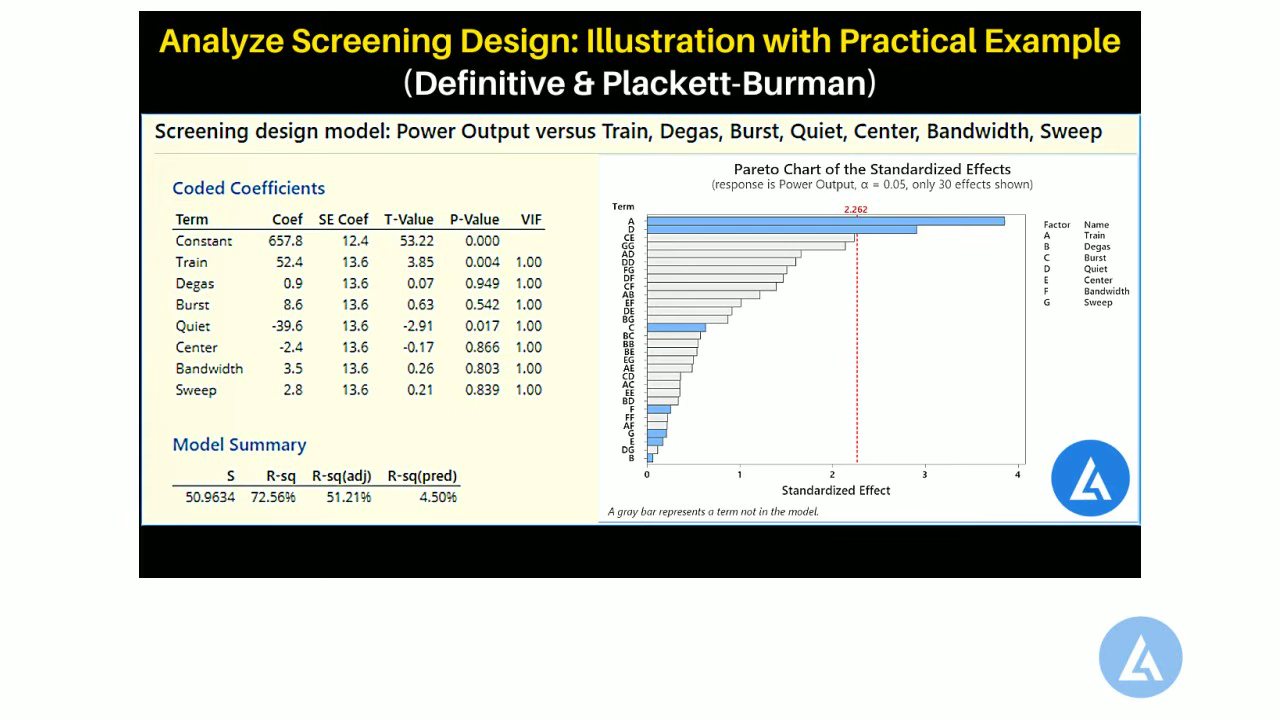 Analyze Screening Design: Illustration with Practical Example
(Definitive & Plackett-Burman)
Screening design model: Power Output versus Train, Degas, Burst, Quiet, Center, Bandwidth, Sweep
Coded Coefficients
Term Coef SE Coef T-Value P-Value VIF
Constant 657.8 12.4 53.22 0.000
Train 52.4 13.6 3.85 0.004 1.00
Degas 0.9 13.6 0.07 0.949 1.00
Burst 8.6 13.6 0.63 0.542 1.00
Quiet -39.6 13.6 -2.91 0.017 1.00
Center -2.4 13.6 -0.17 0.866 1.00
Bandwidth 3.5 13.6 0.26 0.803 1.00
Sweep 2.8 13.6 0.21 0.839 1.00
Model Summary
S R-sq R-sq(adj) R-sq(pred)
50.9634 72.56% 51.21% 4.50%
Pareto Chart of the Standardized Effects
(response is Power Output, α = 0.05, only 30 effects shown)
Term
2.262
A
D
CE
GG
AD
DD
FG
DF
CF
AB
EF
DE
BG
C
BC
BB
BE
EG
AE
CD
AC
EE
BD
F
FF
AF
G
E
DG
B
0 1 2 3 4
Standardized Effect
A gray bar represents a term not in the model.
Factor Name
A Train
B Degas
C Burst
D Quiet
E Center
F Bandwidth
G Sweep